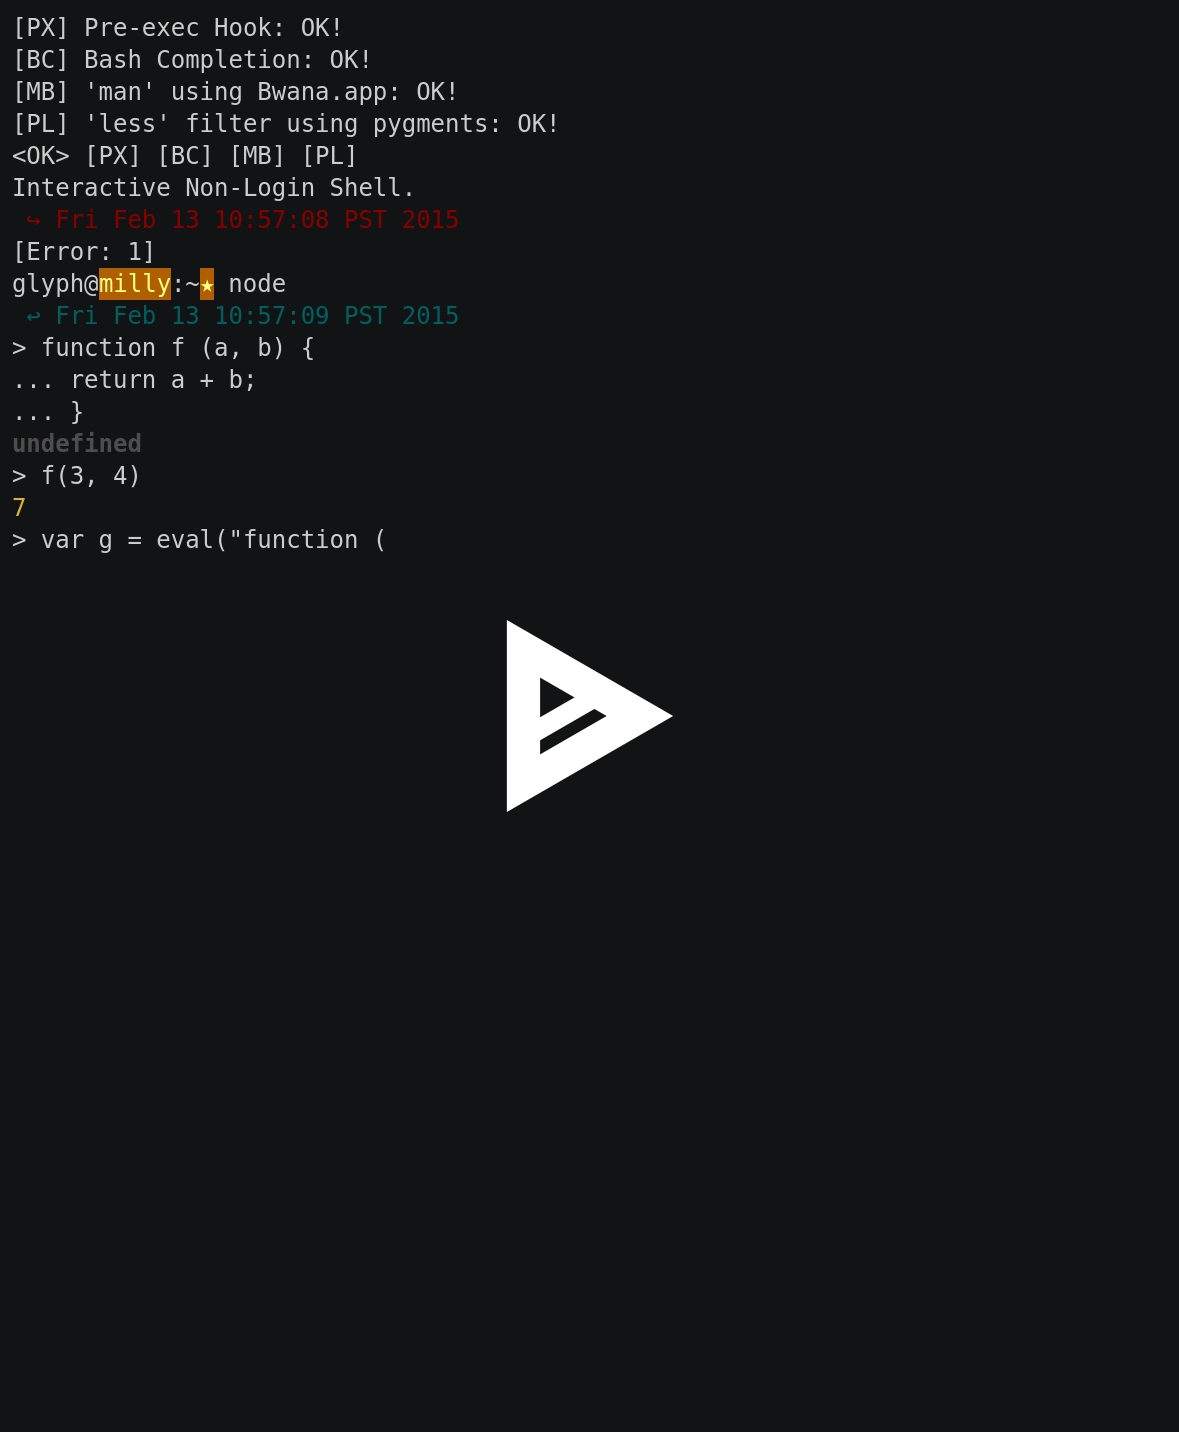 [PX] Pre-exec Hook: OK!
[BC] Bash Completion: OK!
[MB] 'man' using Bwana.app: OK!
[PL] 'less' filter using pygments: OK!
<OK> [PX] [BC] [MB] [PL]
Interactive Non-Login Shell.
↪ Fri Feb 13 10:57:08 PST 2015
[Error: 1]
glyph@milly:~★ node
↩ Fri Feb 13 10:57:09 PST 2015
> function f (a, b) {
... return a + b;
... }
undefined
> f(3, 4)
7
> var g = eval("function (